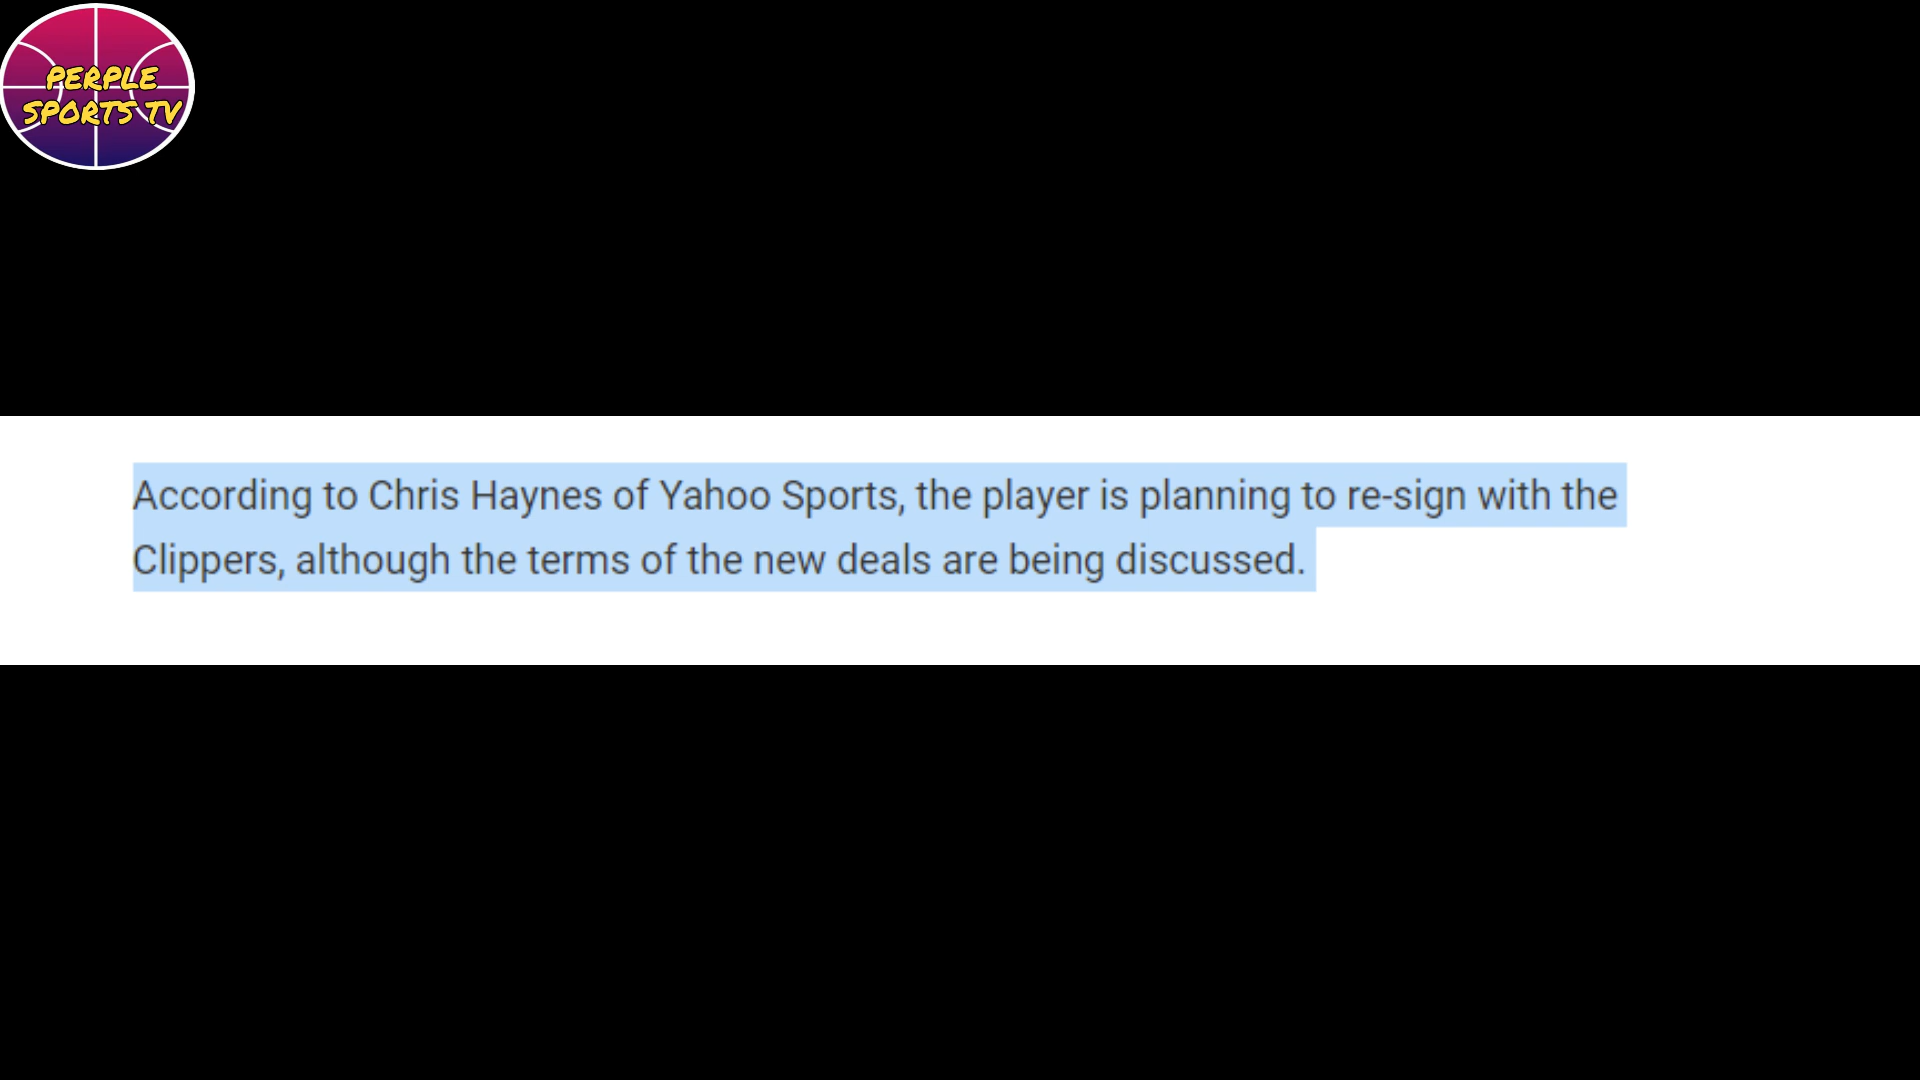 PERPLE
SPORTS TV
According to Chris Haynes of Yahoo Sports, the player is planning to re-sign with the
Clippers, although the terms of the new deals are being discussed.